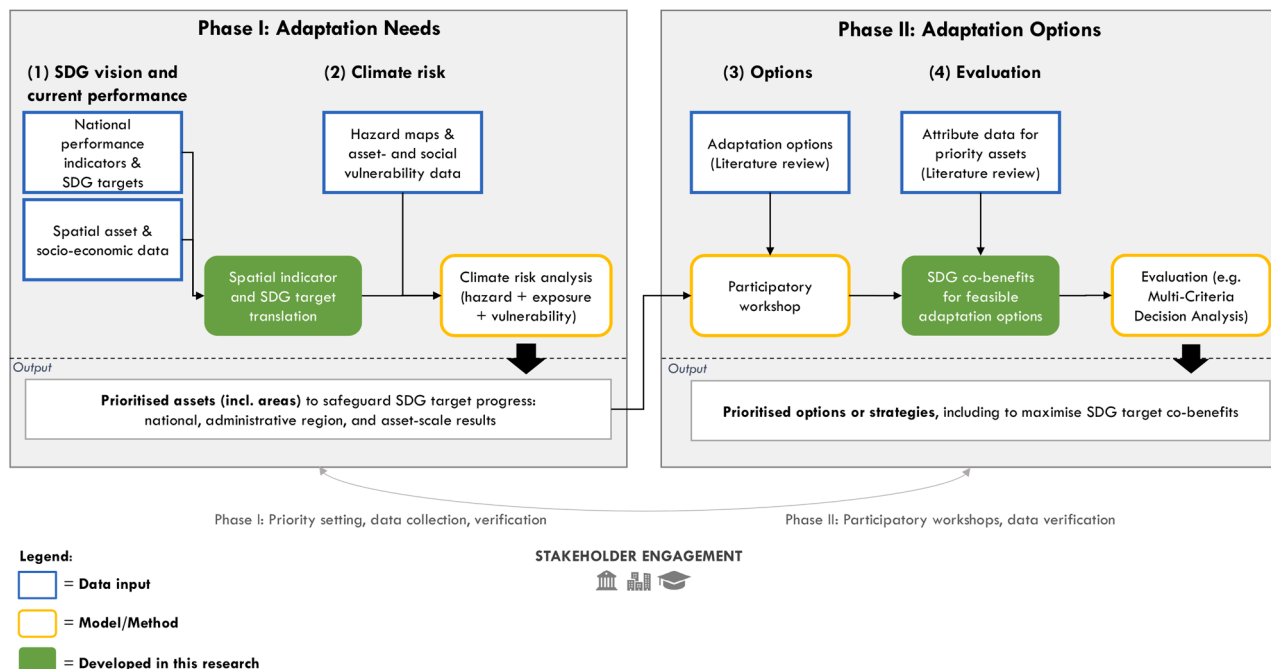 Phase I: Adaptation Needs
(1) SDG vision and
current performance
(2) Climate risk
National
performance
indicators &
SDG targets
Hazard maps &
asset- and social
vulnerability data
Spatial asset &
socio-economic data
Spatial indicator
and SDG target
translation
Climate risk analysis
(hazard + exposure
+ vulnerability)
Output
Prioritised assets (incl. areas) to safeguard SDG target progress:
national, administrative region, and asset-scale results
Phase II: Adaptation Options
(3) Options
(4) Evaluation
Adaptation options
(Literature review)
Attribute data for
priority assets
(Literature review)
Participatory
workshop
SDG co-benefits
for feasible
adaptation options
Evaluation (e.g.
Multi-Criteria
Decision Analysis)
Output
Prioritised options or strategies, including to maximise SDG target co-benefits
Phase I: Priority setting, data collection, verification
Phase II: Participatory workshops, data verification
STAKEHOLDER ENGAGEMENT
Legend:
= Data input
= Model/Method
= Developed in this research